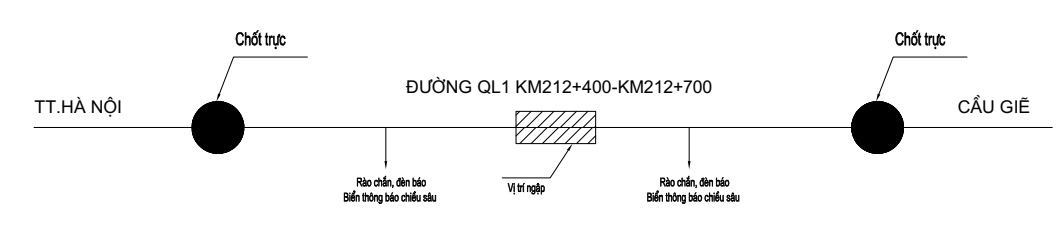 Chốt trực
Chốt trực
ĐƯỜNG QL1 KM212+400-KM212+700
TT.HÀ NỘI
CẦU GIẼ
Rào chắn, đèn báo
Biển thông báo chiều sâu
Vị trí ngập
Rào chắn, đèn báo
Biển thông báo chiều sâu